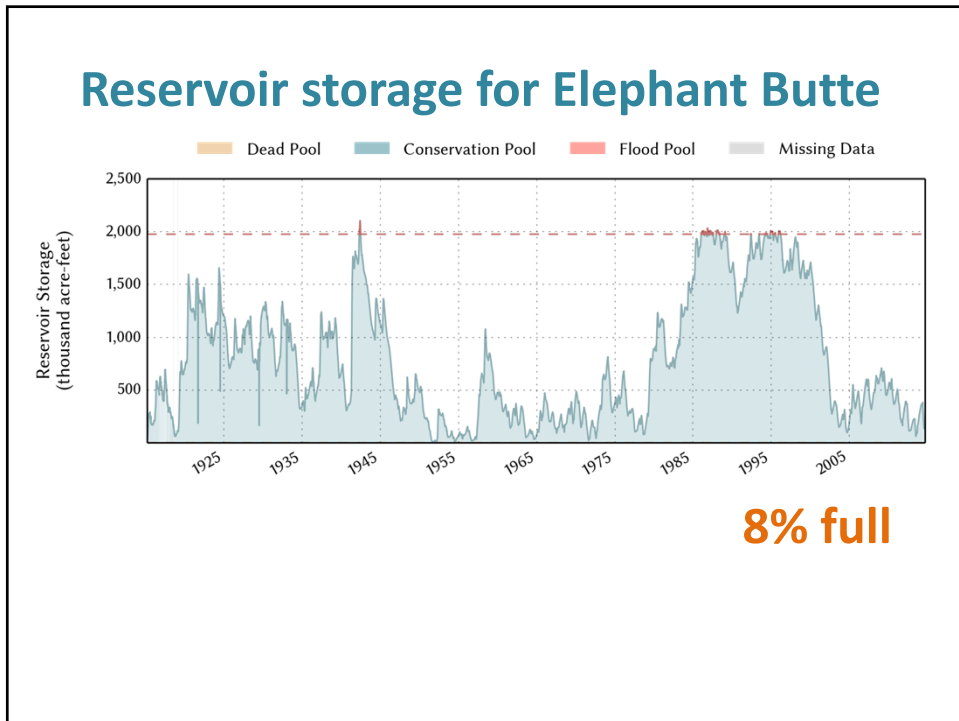 Reservoir storage for Elephant Butte
Dead Pool Conservation Pool Flood Pool Missing Data
Reservoir Storage
(thousand acre-feet)
2,500
2,000
1,500
1,000
500
1925 1935 1945 1955 1965 1975 1985 1995 2005
8% full